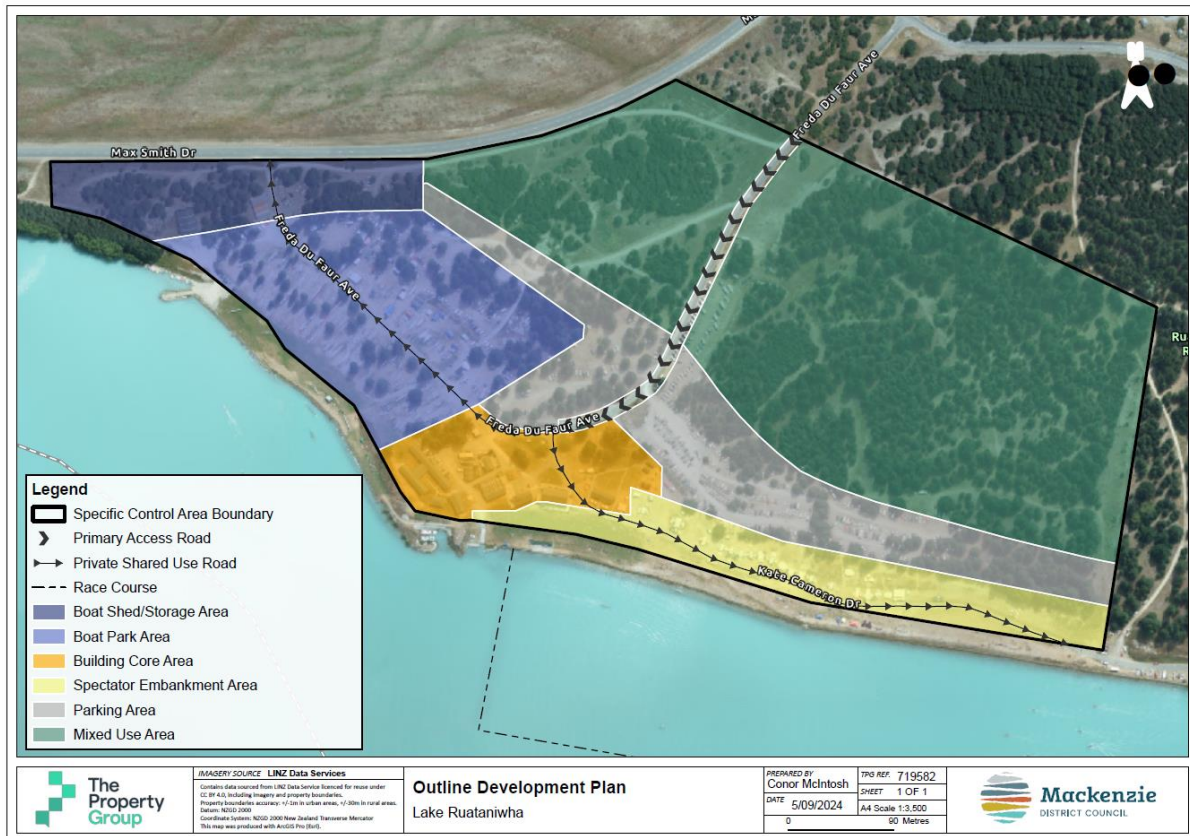 Freda Du Faur Ave
Max Smith Dr
Freda Du Faur Ave
Ru
R
Freda Du Faur Ave
Kate Cameron Dr
Legend
Specific Control Area Boundary
Primary Access Road
Private Shared Use Road
Race Course
Boat Shed/Storage Area
Boat Park Area
Building Core Area
Spectator Embankment Area
Parking Area
Mixed Use Area
The
Property
Group
IMAGERY SOURCE LINZ Data Services
Contains data sourced from LINZ Data Service licenced for reuse under
CC BY 4.0, including Imagery and property boundaries.
Property boundaries accuracy: +/-1m in urban areas, +/-30m in rural areas.
Datum: NZGD 2000
Coordinate System: NZGD 2000 New Zealand Transverse Mercator
This map was produced with ArcGIS Pro (Esri).
Outline Development Plan
Lake Ruataniwha
PREPARED BY
Conor McIntosh
DATE 5/09/2024
TPG REF. 719582
SHEET 1 OF 1
A4 Scale 1:3,500
0 90 Metres
Mackenzie
DISTRICT COUNCIL